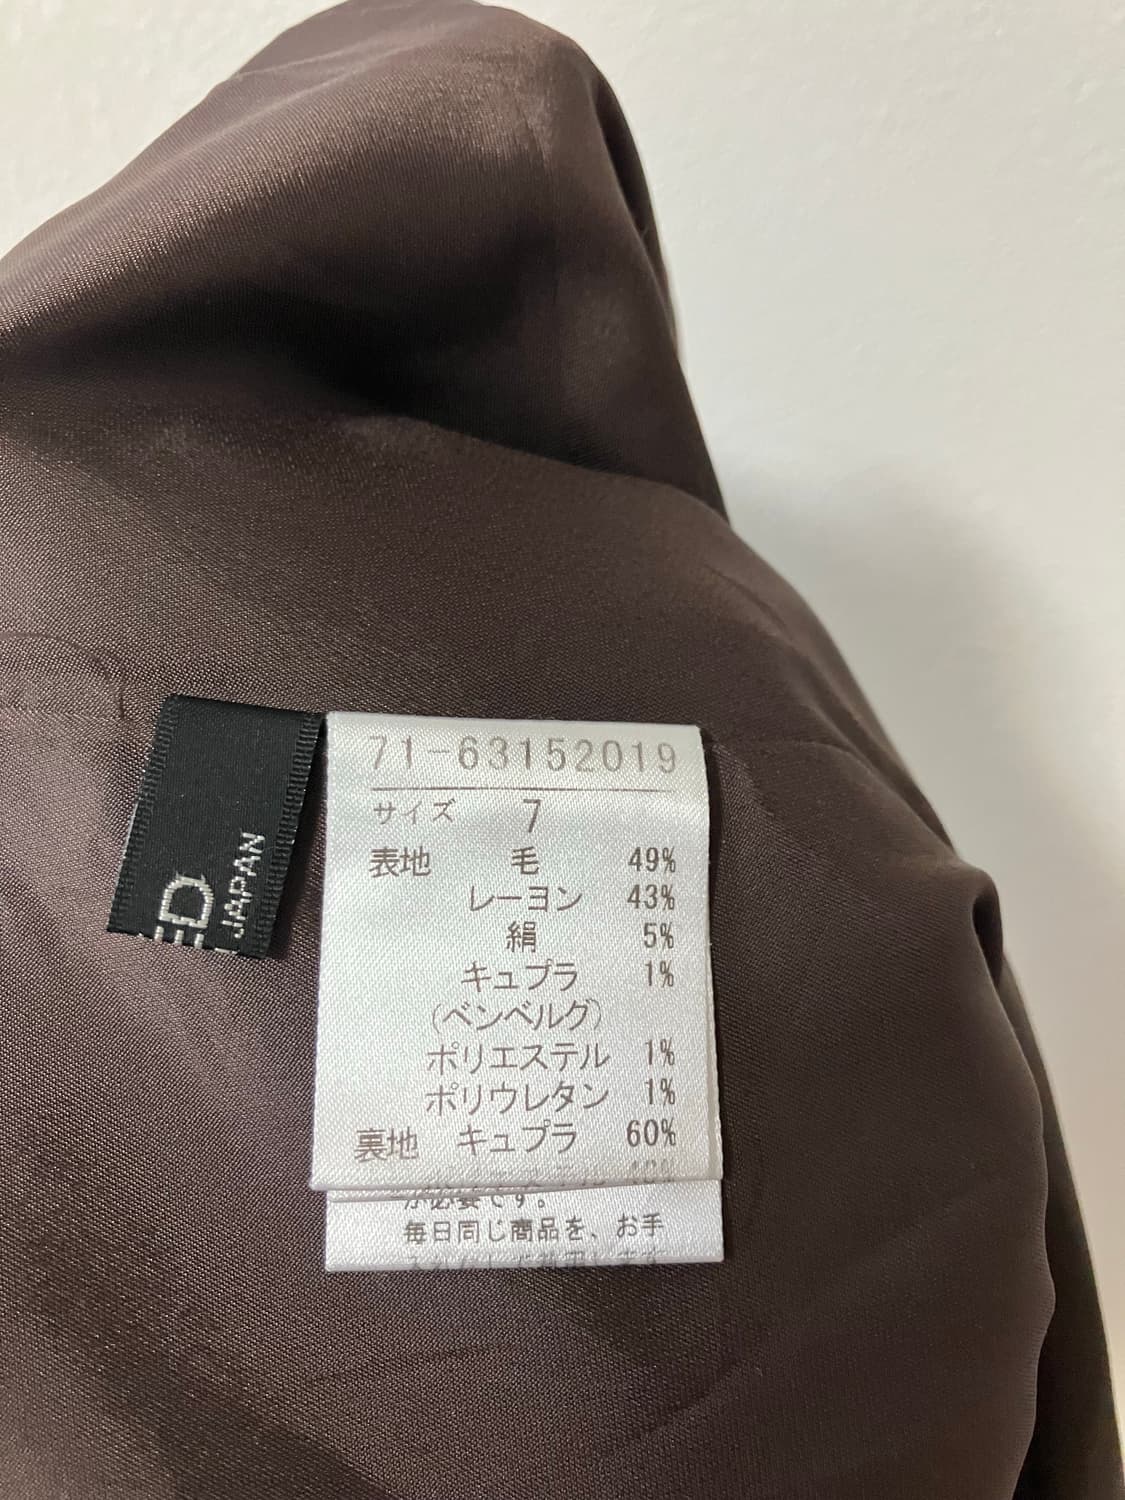 71-63152019
サイズ 7
表地 毛 49%
レーヨン 43%
絹 5%
キュプラ 1%
(ベンベルグ)
ポリエステル 1%
ポリウレタン 1%
裏地 キュプラ 60%
が必要です。
毎日同じ商品を、お手
ED
JAPAN